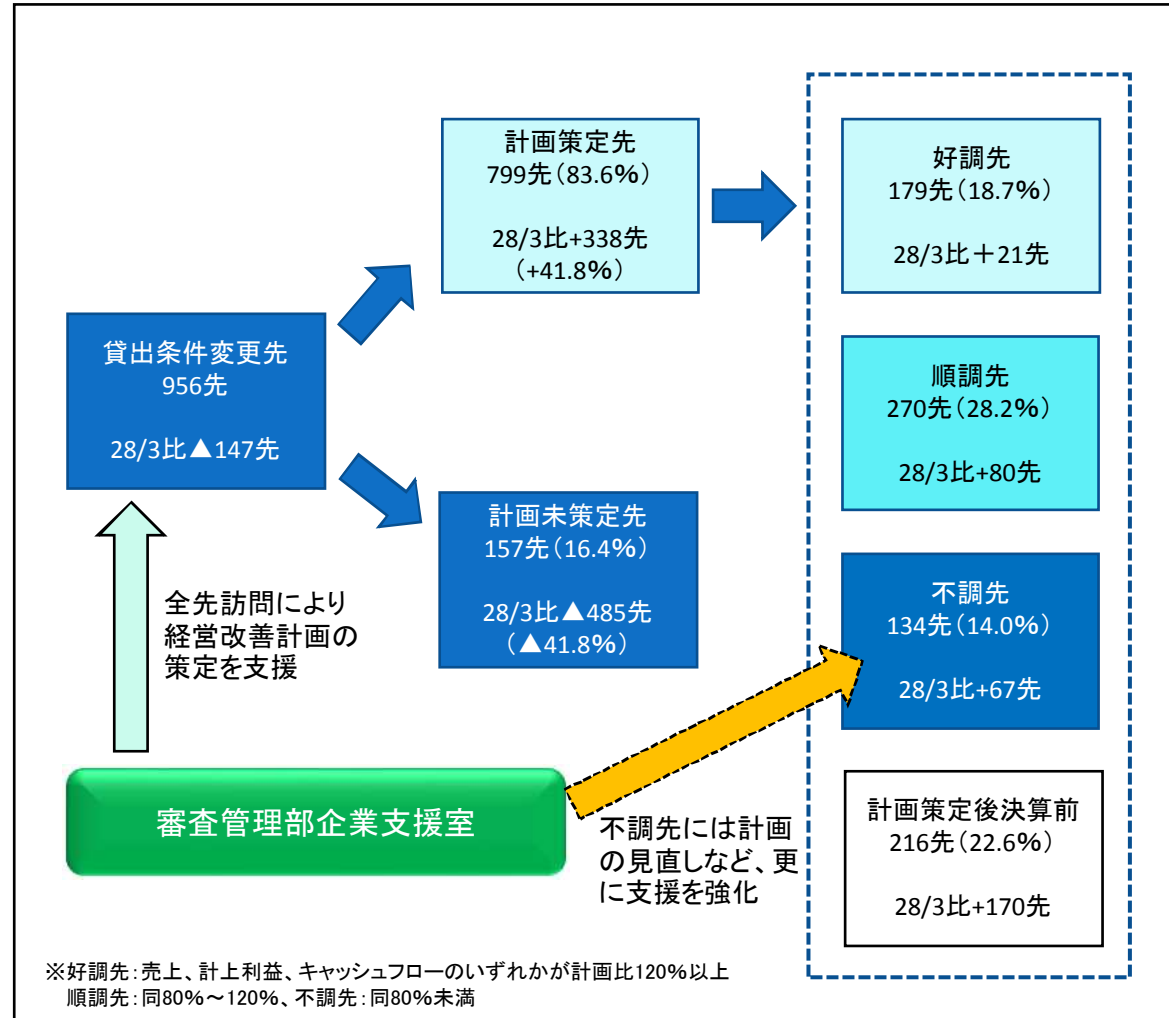 計画策定先
799先(83.6%)
28/3比+338先
(+41.8%)
好調先
179先(18.7%)
28/3比＋21先
貸出条件変更先
956先
28/3比▲147先
順調先
270先(28.2%)
28/3比+80先
計画未策定先
157先(16.4%)
28/3比▲485先
(▲41.8%)
不調先
134先(14.0%)
28/3比+67先
全先訪問により
経営改善計画の
策定を支援
審査管理部企業支援室
不調先には計画
の見直しなど、更
に支援を強化
計画策定後決算前
216先(22.6%)
28/3比+170先
※好調先：売上、計上利益、キャッシュフローのいずれかが計画比120%以上
順調先：同80%～120%、不調先：同80%未満